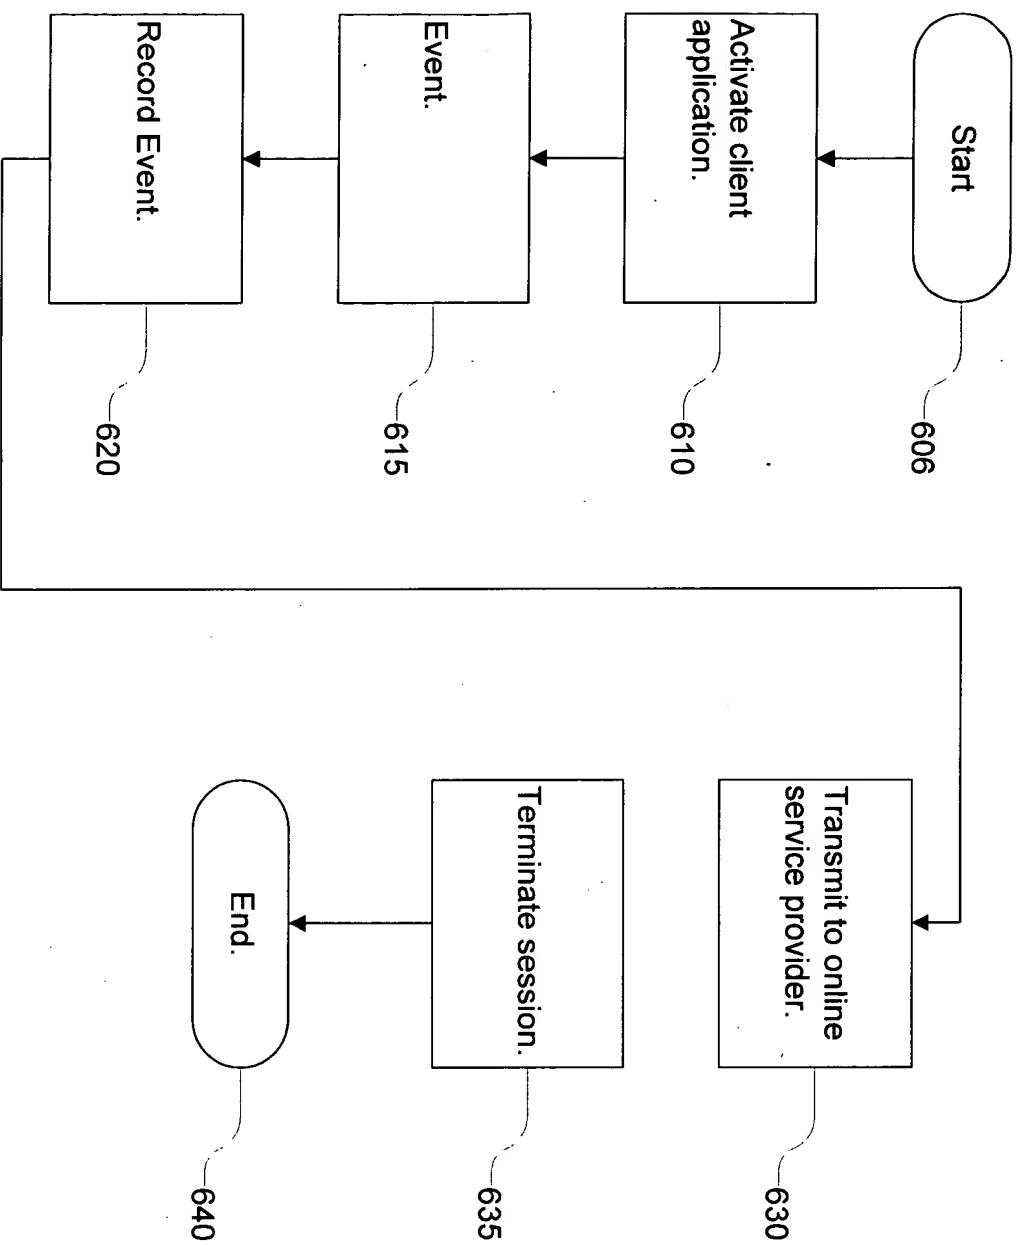 Start
606
Activate client
application.
610
Event.
615
Record Event.
620
Transmit to online
service provider.
630
Terminate session.
635
End.
640